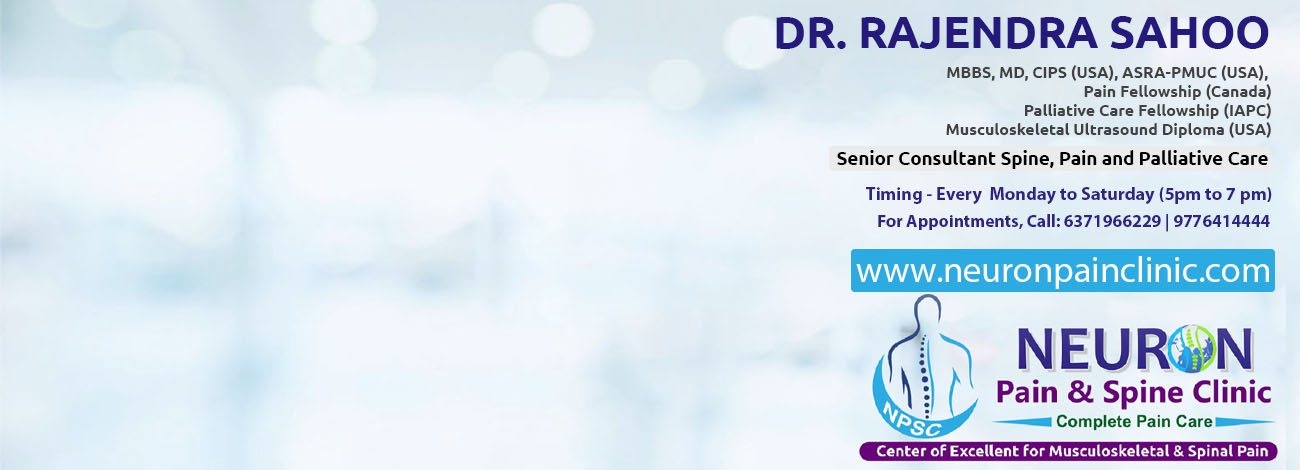 DR. RAJENDRA SAHOO
MBBS, MD, CIPS (USA), ASRA-PMUC (USA),
Pain Fellowship (Canada)
Palliative Care Fellowship (IAPC)
Musculoskeletal Ultrasound Diploma (USA)
Senior Consultant Spine, Pain and Palliative Care
Timing - Every Monday to Saturday (5pm to 7 pm)
For Appointments, Call: 6371966229 | 9776414444
www.neuronpainclinic.com
NPSC
NEURON
Pain & Spine Clinic
Complete Pain Care
Center of Excellent for Musculoskeletal & Spinal Pain